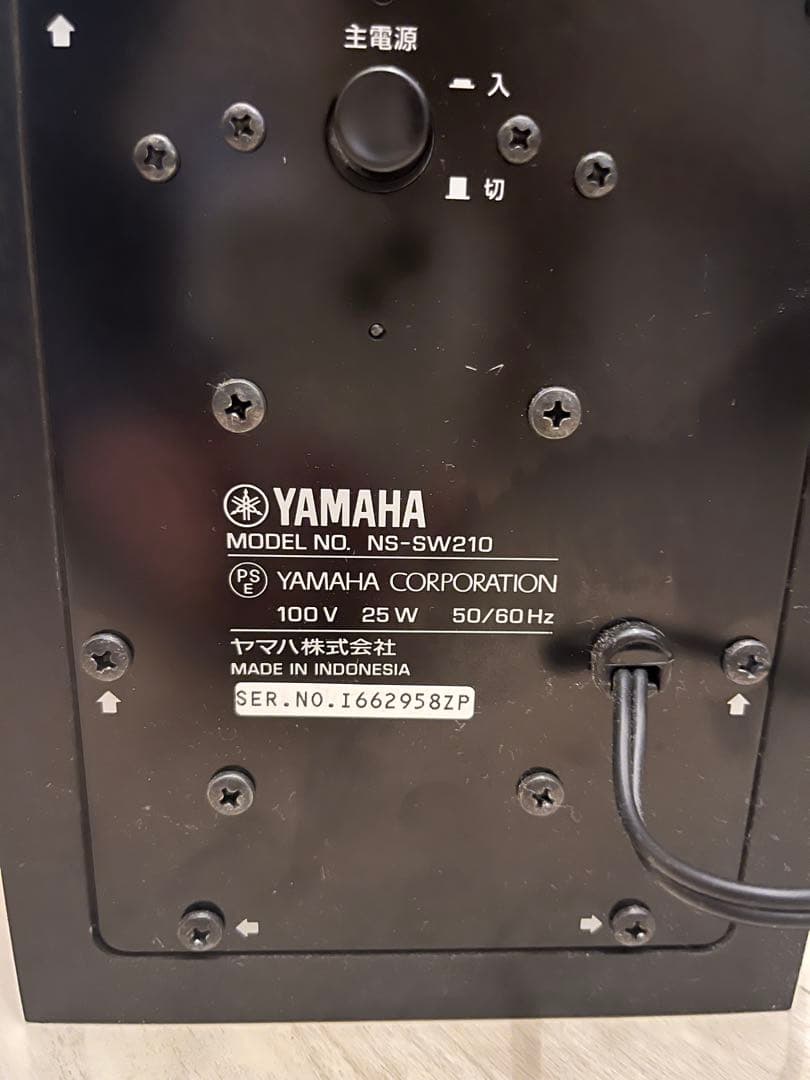 主電源
入
切
YAMAHA
MODEL NO. NS-SW210
PS E YAMAHA CORPORATION
100V 25W 50/60Hz
ヤマハ株式会社
MADE IN INDONESIA
SER.NO.I662958ZP